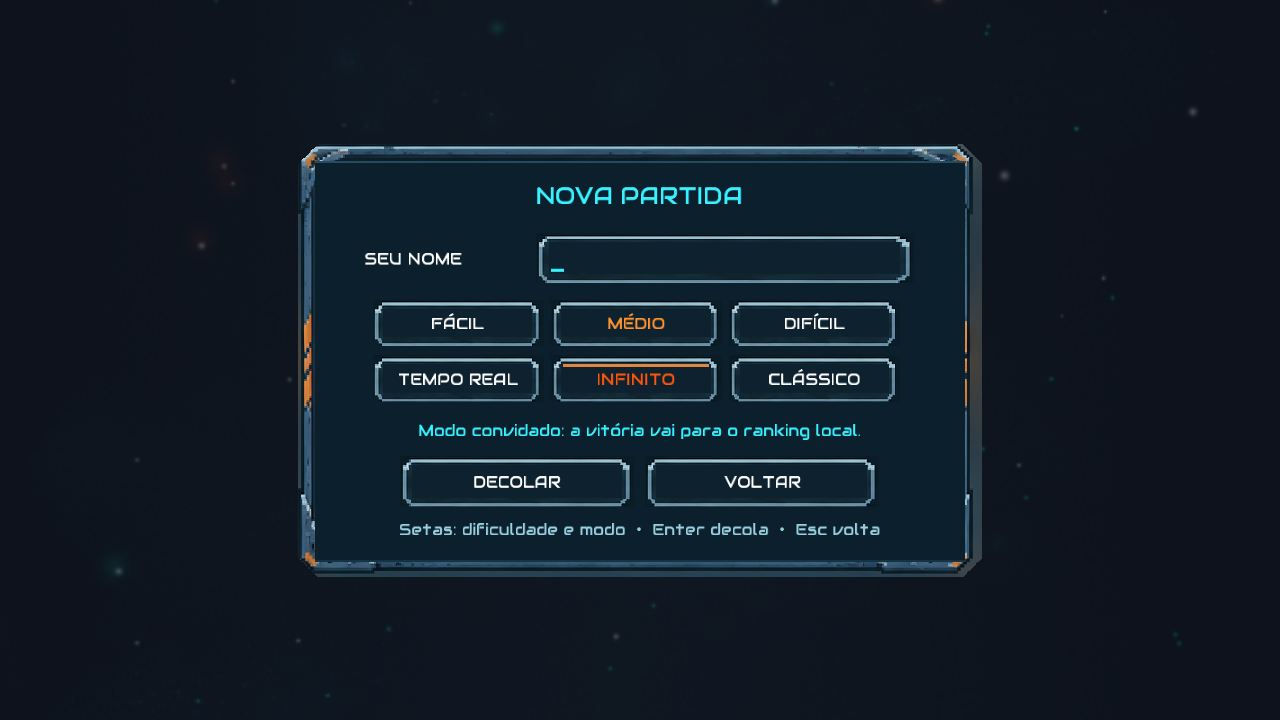 NOVA PARTIDA
SEU NOME _
FÁCIL MÉDIO DIFÍCIL
TEMPO REAL INFINITO CLÁSSICO
Modo convidado: a vitória vai para o ranking local.
DECOLAR VOLTAR
Setas: dificuldade e modo • Enter decola • Esc volta